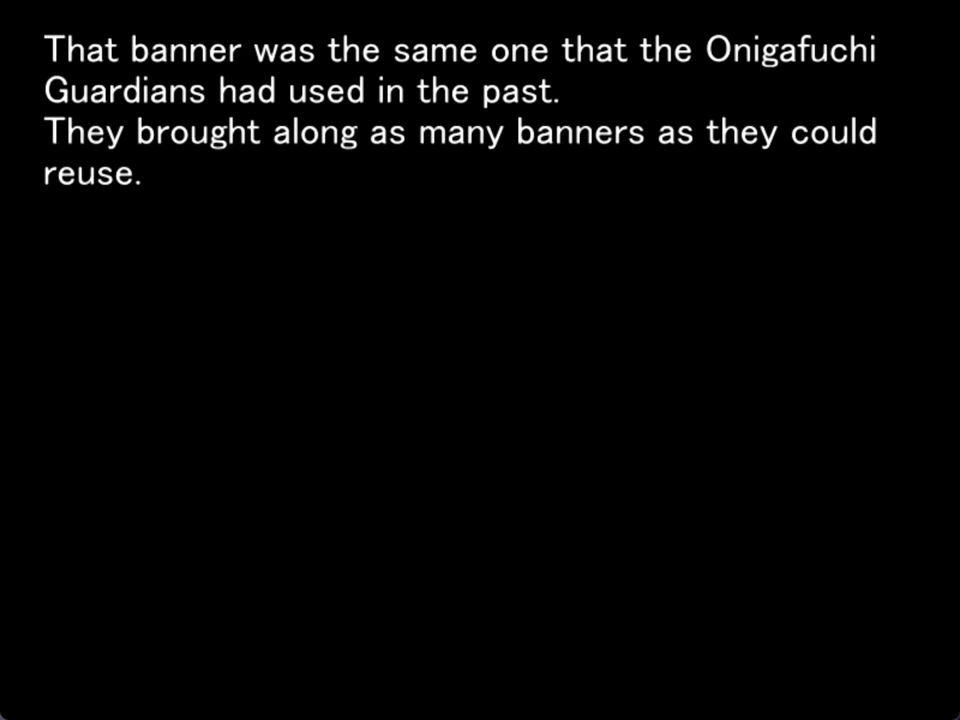 That banner was the same one that the Onigafuchi
Guardians had used in the past.
They brought along as many banners as they could
reuse.